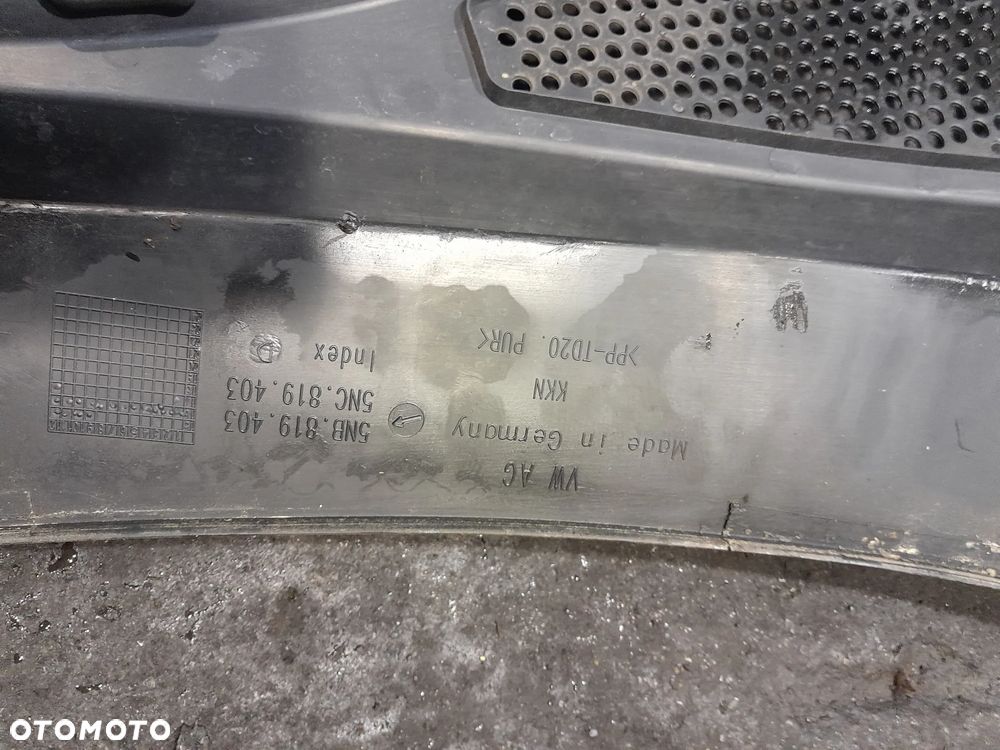 VW AG
Made in Germany
KKN
>PP-TD20. PUR<
5NB.819.403
5NC.819.403
Index
OTOMOTO